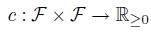 c : ℱ × ℱ → ℝ≥0